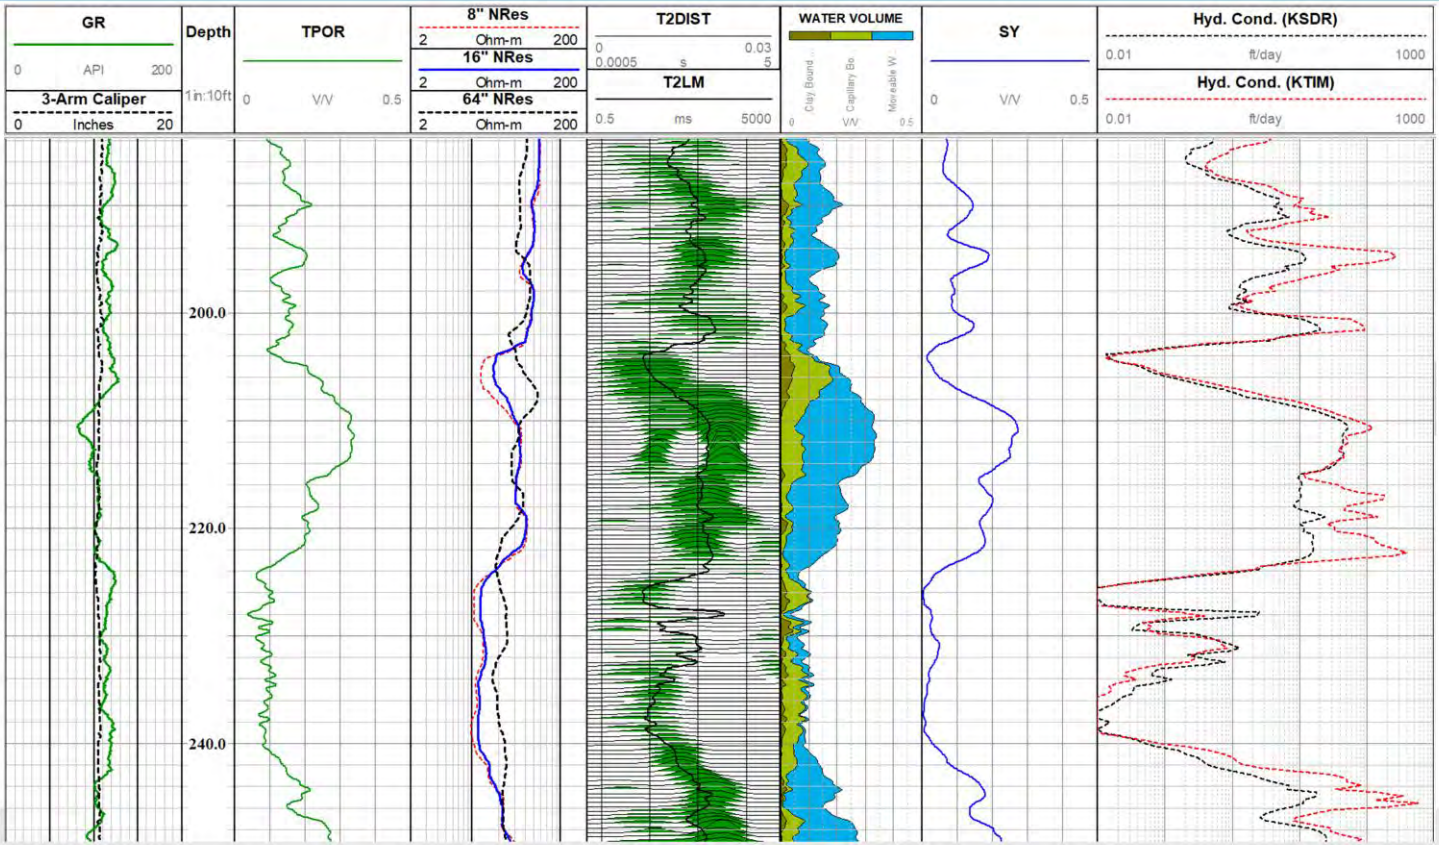 GR
0 API 200
3-Arm Caliper
0 Inches 20
Depth
1in:10ft
TPOR
0 V/V 0.5
8" NRes
2 Ohm-m 200
16" NRes
2 Ohm-m 200
64" NRes
2 Ohm-m 200
T2DIST
0 0.03
0.0005 s 5
T2LM
0.5 ms 5000
WATER VOLUME
Clay Bound
Capillary Bo
Moveable W
0 V/V 0.5
SY
0 V/V 0.5
Hyd. Cond. (KSDR)
0.01 ft/day 1000
Hyd. Cond. (KTIM)
0.01 ft/day 1000
200.0
220.0
240.0